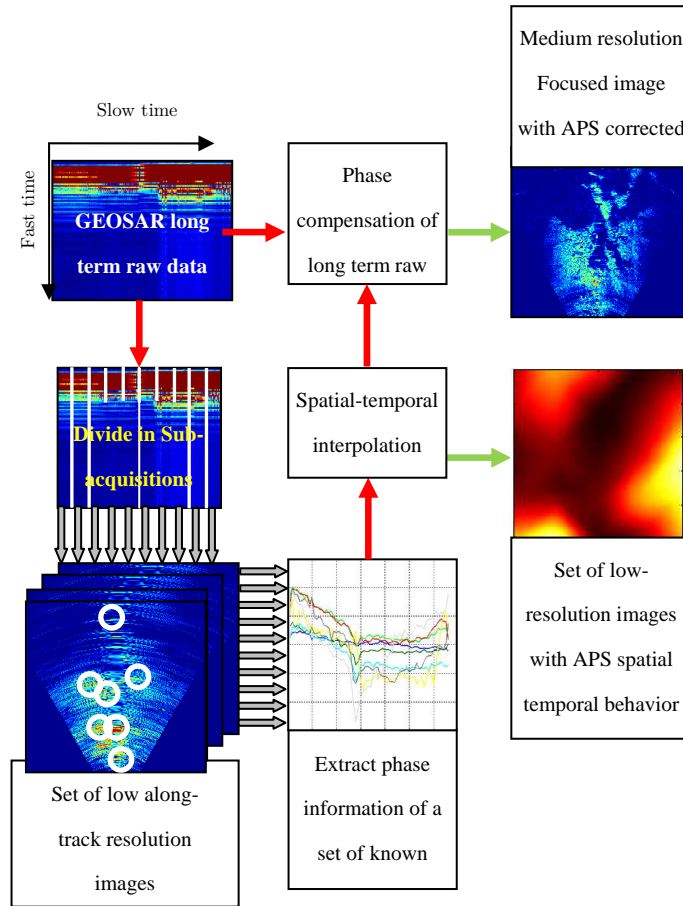 Slow time
Fast time
GEOSAR long
term raw data
Phase
compensation of
long term raw
Medium resolution
Focused image
with APS corrected
Divide in Sub-
acquisitions
Spatial-temporal
interpolation
Set of low-
resolution images
with APS spatial
temporal behavior
Set of low along-
track resolution
images
Extract phase
information of a
set of known